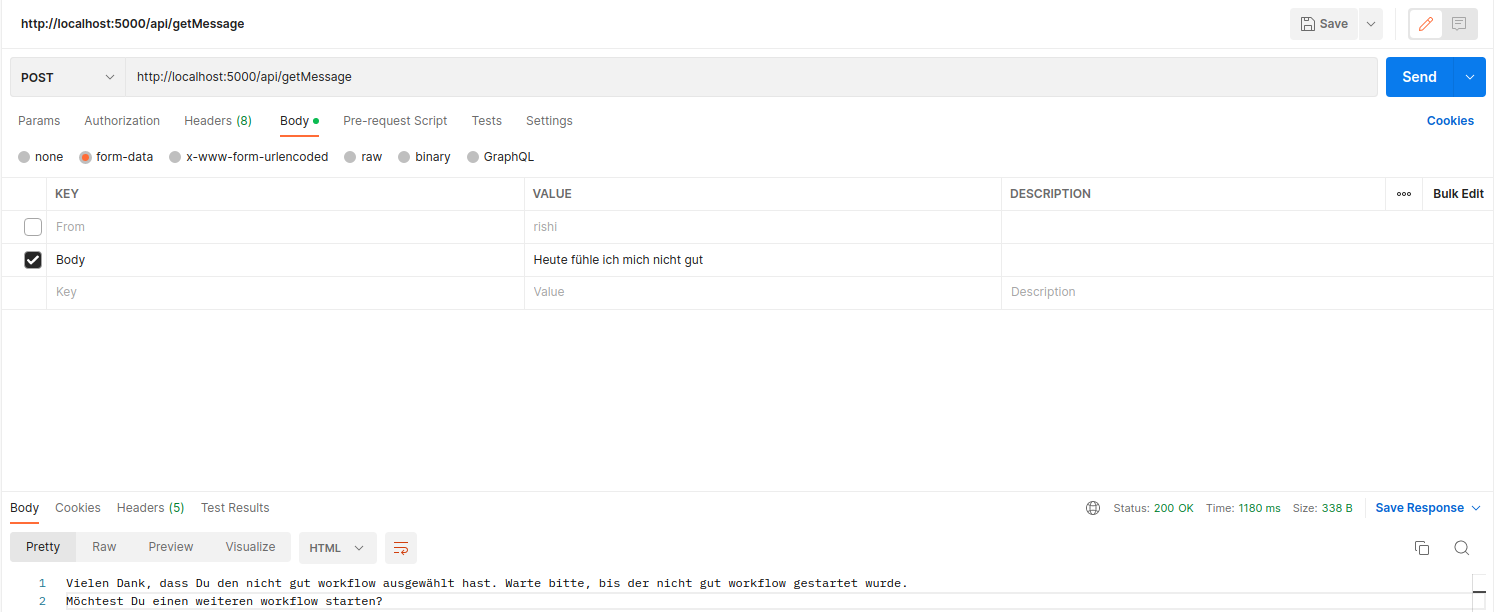 http://localhost:5000/api/getMessage
Save
POST
http://localhost:5000/api/getMessage
Send
Params Authorization Headers (8) Body Pre-request Script Tests Settings Cookies
none form-data x-www-form-urlencoded raw binary GraphQL
KEY VALUE DESCRIPTION Bulk Edit
From rishi
Body Heute fühle ich mich nicht gut
Key Value Description
Body Cookies Headers (5) Test Results Status: 200 OK Time: 1180 ms Size: 338 B Save Response
Pretty Raw Preview Visualize HTML
1 Vielen Dank, dass Du den nicht gut workflow ausgewählt hast. Warte bitte, bis der nicht gut workflow gestartet wurde.
2 Möchtest Du einen weiteren workflow starten?